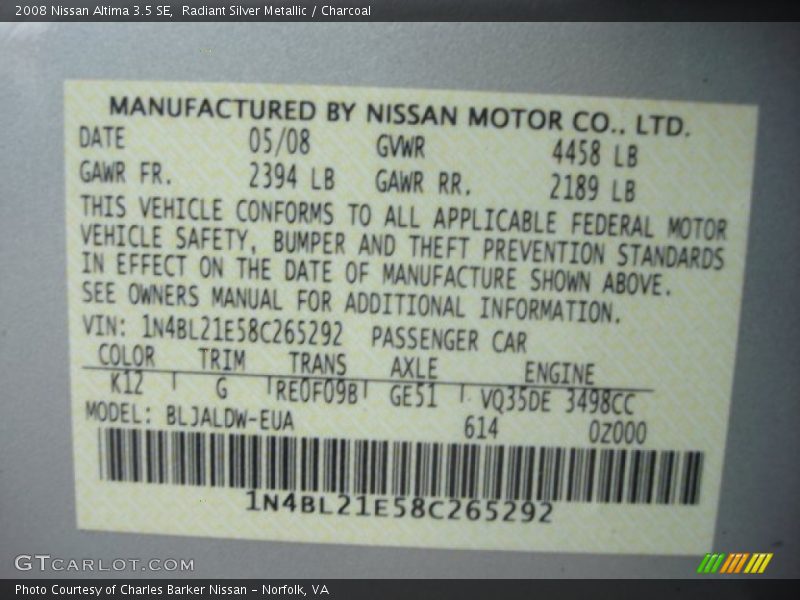 2008 Nissan Altima 3.5 SE,  Radiant Silver Metallic / Charcoal
MANUFACTURED BY NISSAN MOTOR CO., LTD.
DATE 05/08 GVWR 4458 LB
GAWR FR. 2394 LB GAWR RR. 2189 LB
THIS VEHICLE CONFORMS TO ALL APPLICABLE FEDERAL MOTOR
VEHICLE SAFETY, BUMPER AND THEFT PREVENTION STANDARDS
IN EFFECT ON THE DATE OF MANUFACTURE SHOWN ABOVE.
SEE OWNERS MANUAL FOR ADDITIONAL INFORMATION.
VIN: 1N4BL21E58C265292 PASSENGER CAR
COLOR TRIM TRANS AXLE ENGINE
K12 G RE0F09B GE51 VQ35DE 3498CC
MODEL: BLJALDW-EUA 614 0Z000
1N4BL21E58C265292
GTCARLOT.COM
Photo Courtesy of Charles Barker Nissan – Norfolk, VA